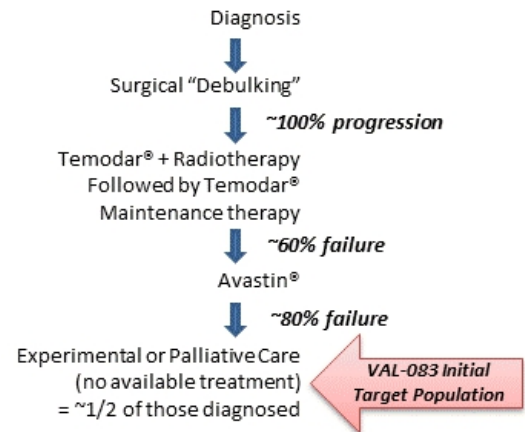 Diagnosis
Surgical “Debulking”
~100% progression
Temodar® + Radiotherapy
Followed by Temodar®
Maintenance therapy
~60% failure
Avastin®
~80% failure
Experimental or Palliative Care
(no available treatment)
= ~1/2 of those diagnosed
VAL-083 Initial
Target Population